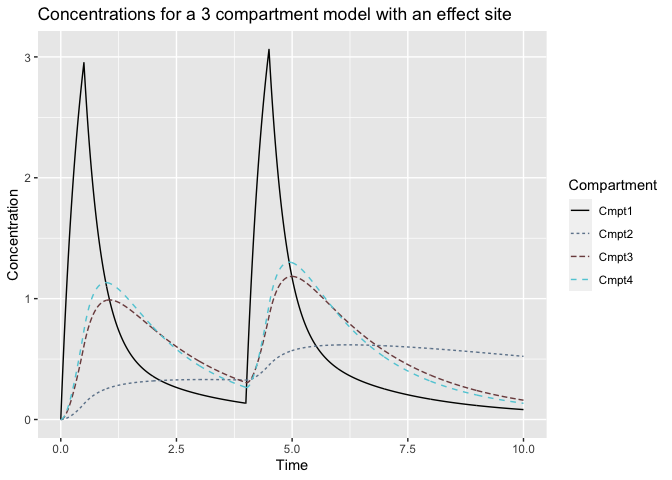 Concentrations for a 3 compartment model with an effect site
3
2
1
0
Concentration
0.0
2.5
5.0
7.5
10.0
Time
Compartment
Cmpt1
Cmpt2
Cmpt3
Cmpt4